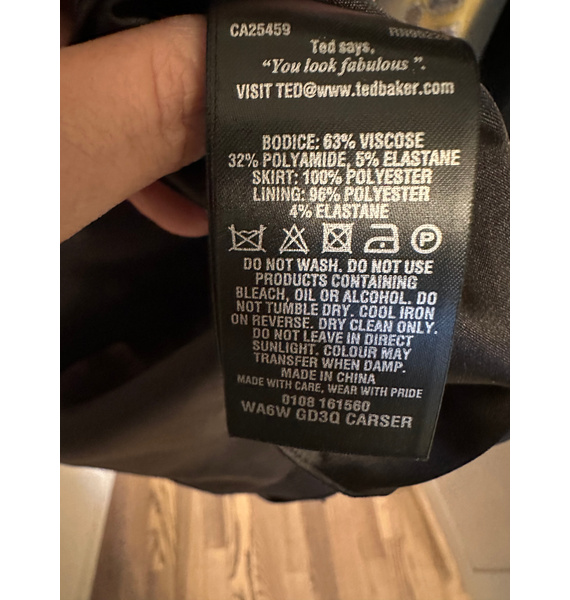 CA25459
Ted says,
"You look fabulous ".
VISIT TED@www.tedbaker.com
BODICE: 63% VISCOSE
32% POLYAMIDE, 5% ELASTANE
SKIRT: 100% POLYESTER
LINING: 96% POLYESTER
4% ELASTANE
P
DO NOT WASH. DO NOT USE
PRODUCTS CONTAINING
BLEACH, OIL OR ALCOHOL. DO
NOT TUMBLE DRY. COOL IRON
ON REVERSE. DRY CLEAN ONLY.
DO NOT LEAVE IN DIRECT
SUNLIGHT. COLOUR MAY
TRANSFER WHEN DAMP.
MADE IN CHINA
MADE WITH CARE, WEAR WITH PRIDE
0108 161560
WA6W GD3Q CARSER